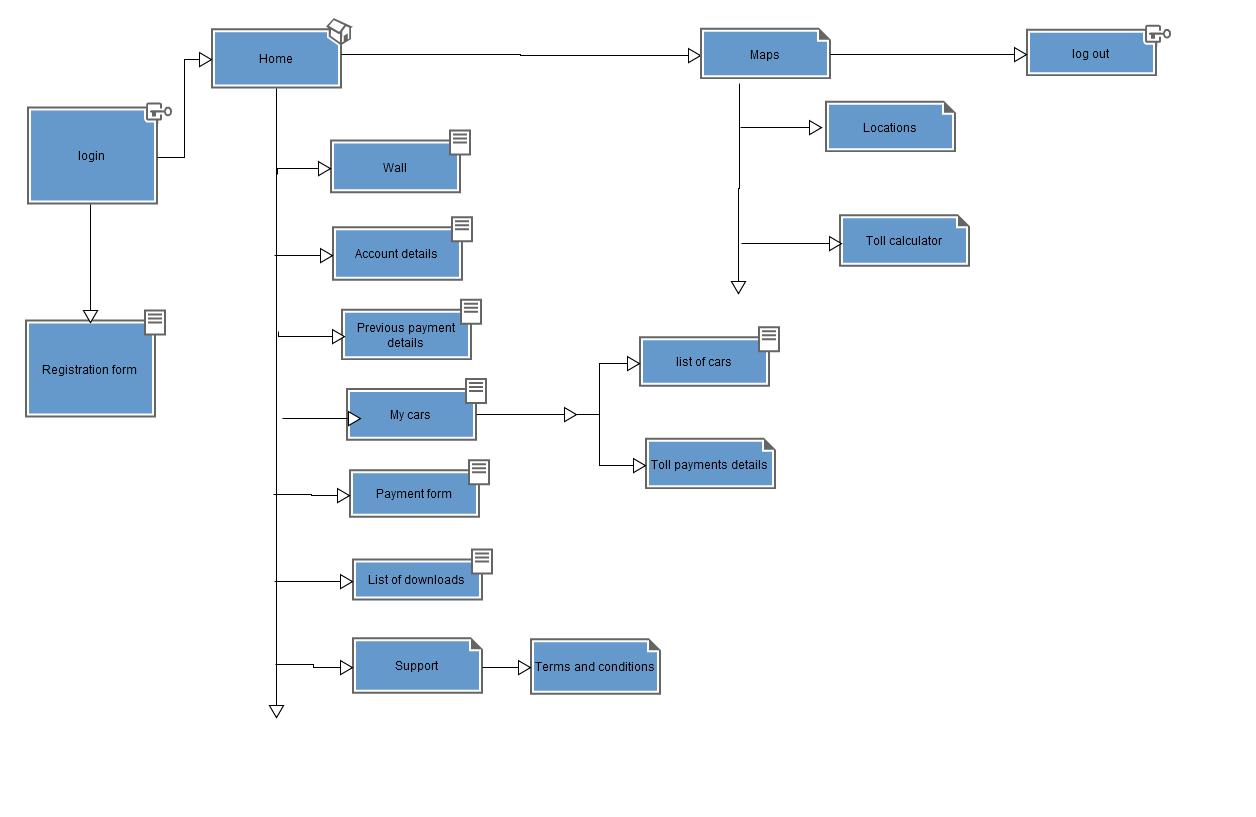 Home
Maps
log out
login
Locations
Wall
Toll calculator
Account details
Previous payment
details
list of cars
Registration form
My cars
Toll payments details
Payment form
List of downloads
Support
Terms and conditions